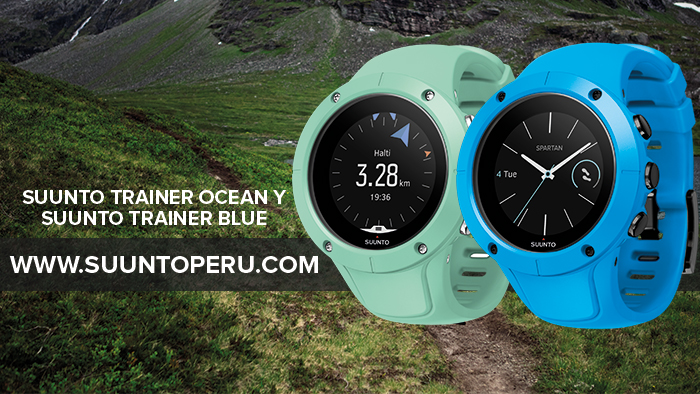 SUUNTO TRAINER OCEAN Y
SUUNTO TRAINER BLUE
WWW.SUUNTOPERU.COM
Halti
3.28 km
19:36
SUUNTO
SPARTAN
4 Tue
SUUNTO